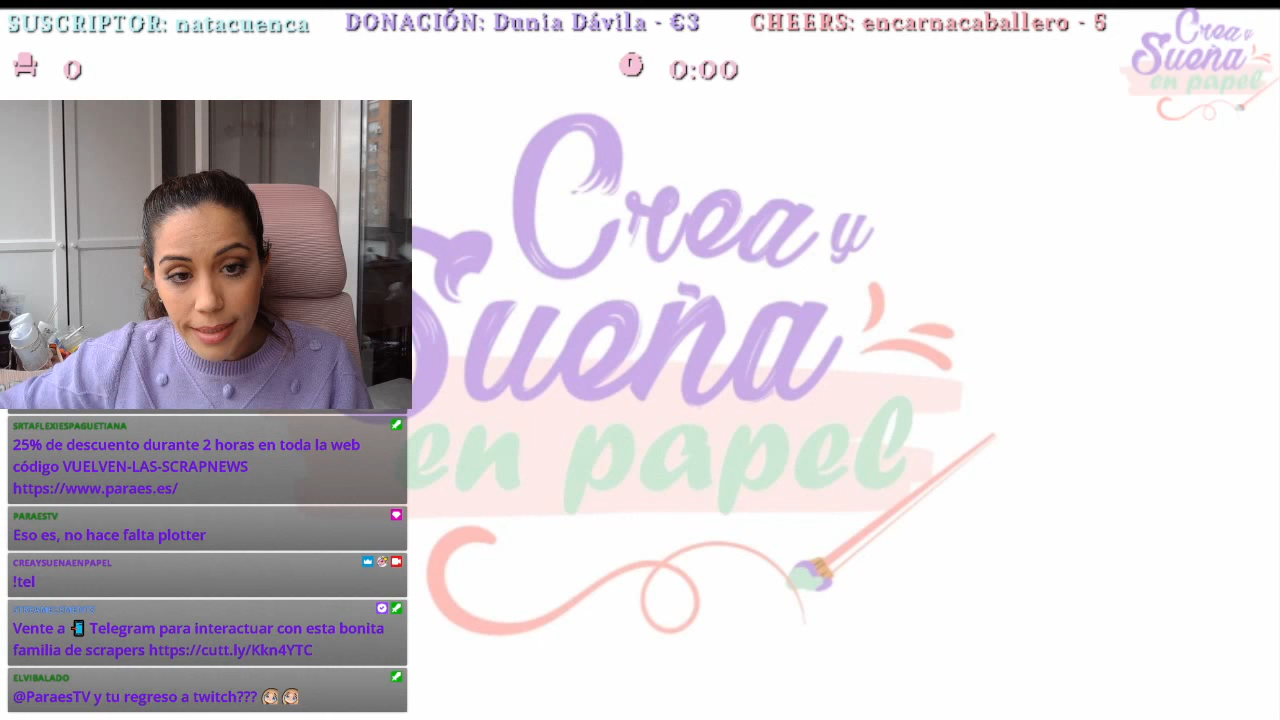 SUSCRIPTOR: natacuenca
DONACIÓN: Dunia Dávila - €3
CHEERS: encarnacaballero - 5
0
0:00
Crea y
Sueña
en papel
Crea y
Sueña
en papel
SRTAFLEXIESPAGUETIANA
25% de descuento durante 2 horas en toda la web
código VUELVEN-LAS-SCRAPNEWS
https://www.paraes.es/
PARAESTV
Eso es, no hace falta plotter
CREAYSUENAENPAPEL
!tel
Vente a Telegram para interactuar con esta bonita
familia de scrapers https://cutt.ly/Kkn4YTC
ELVIBALADO
@ParaesTV y tu regreso a twitch???